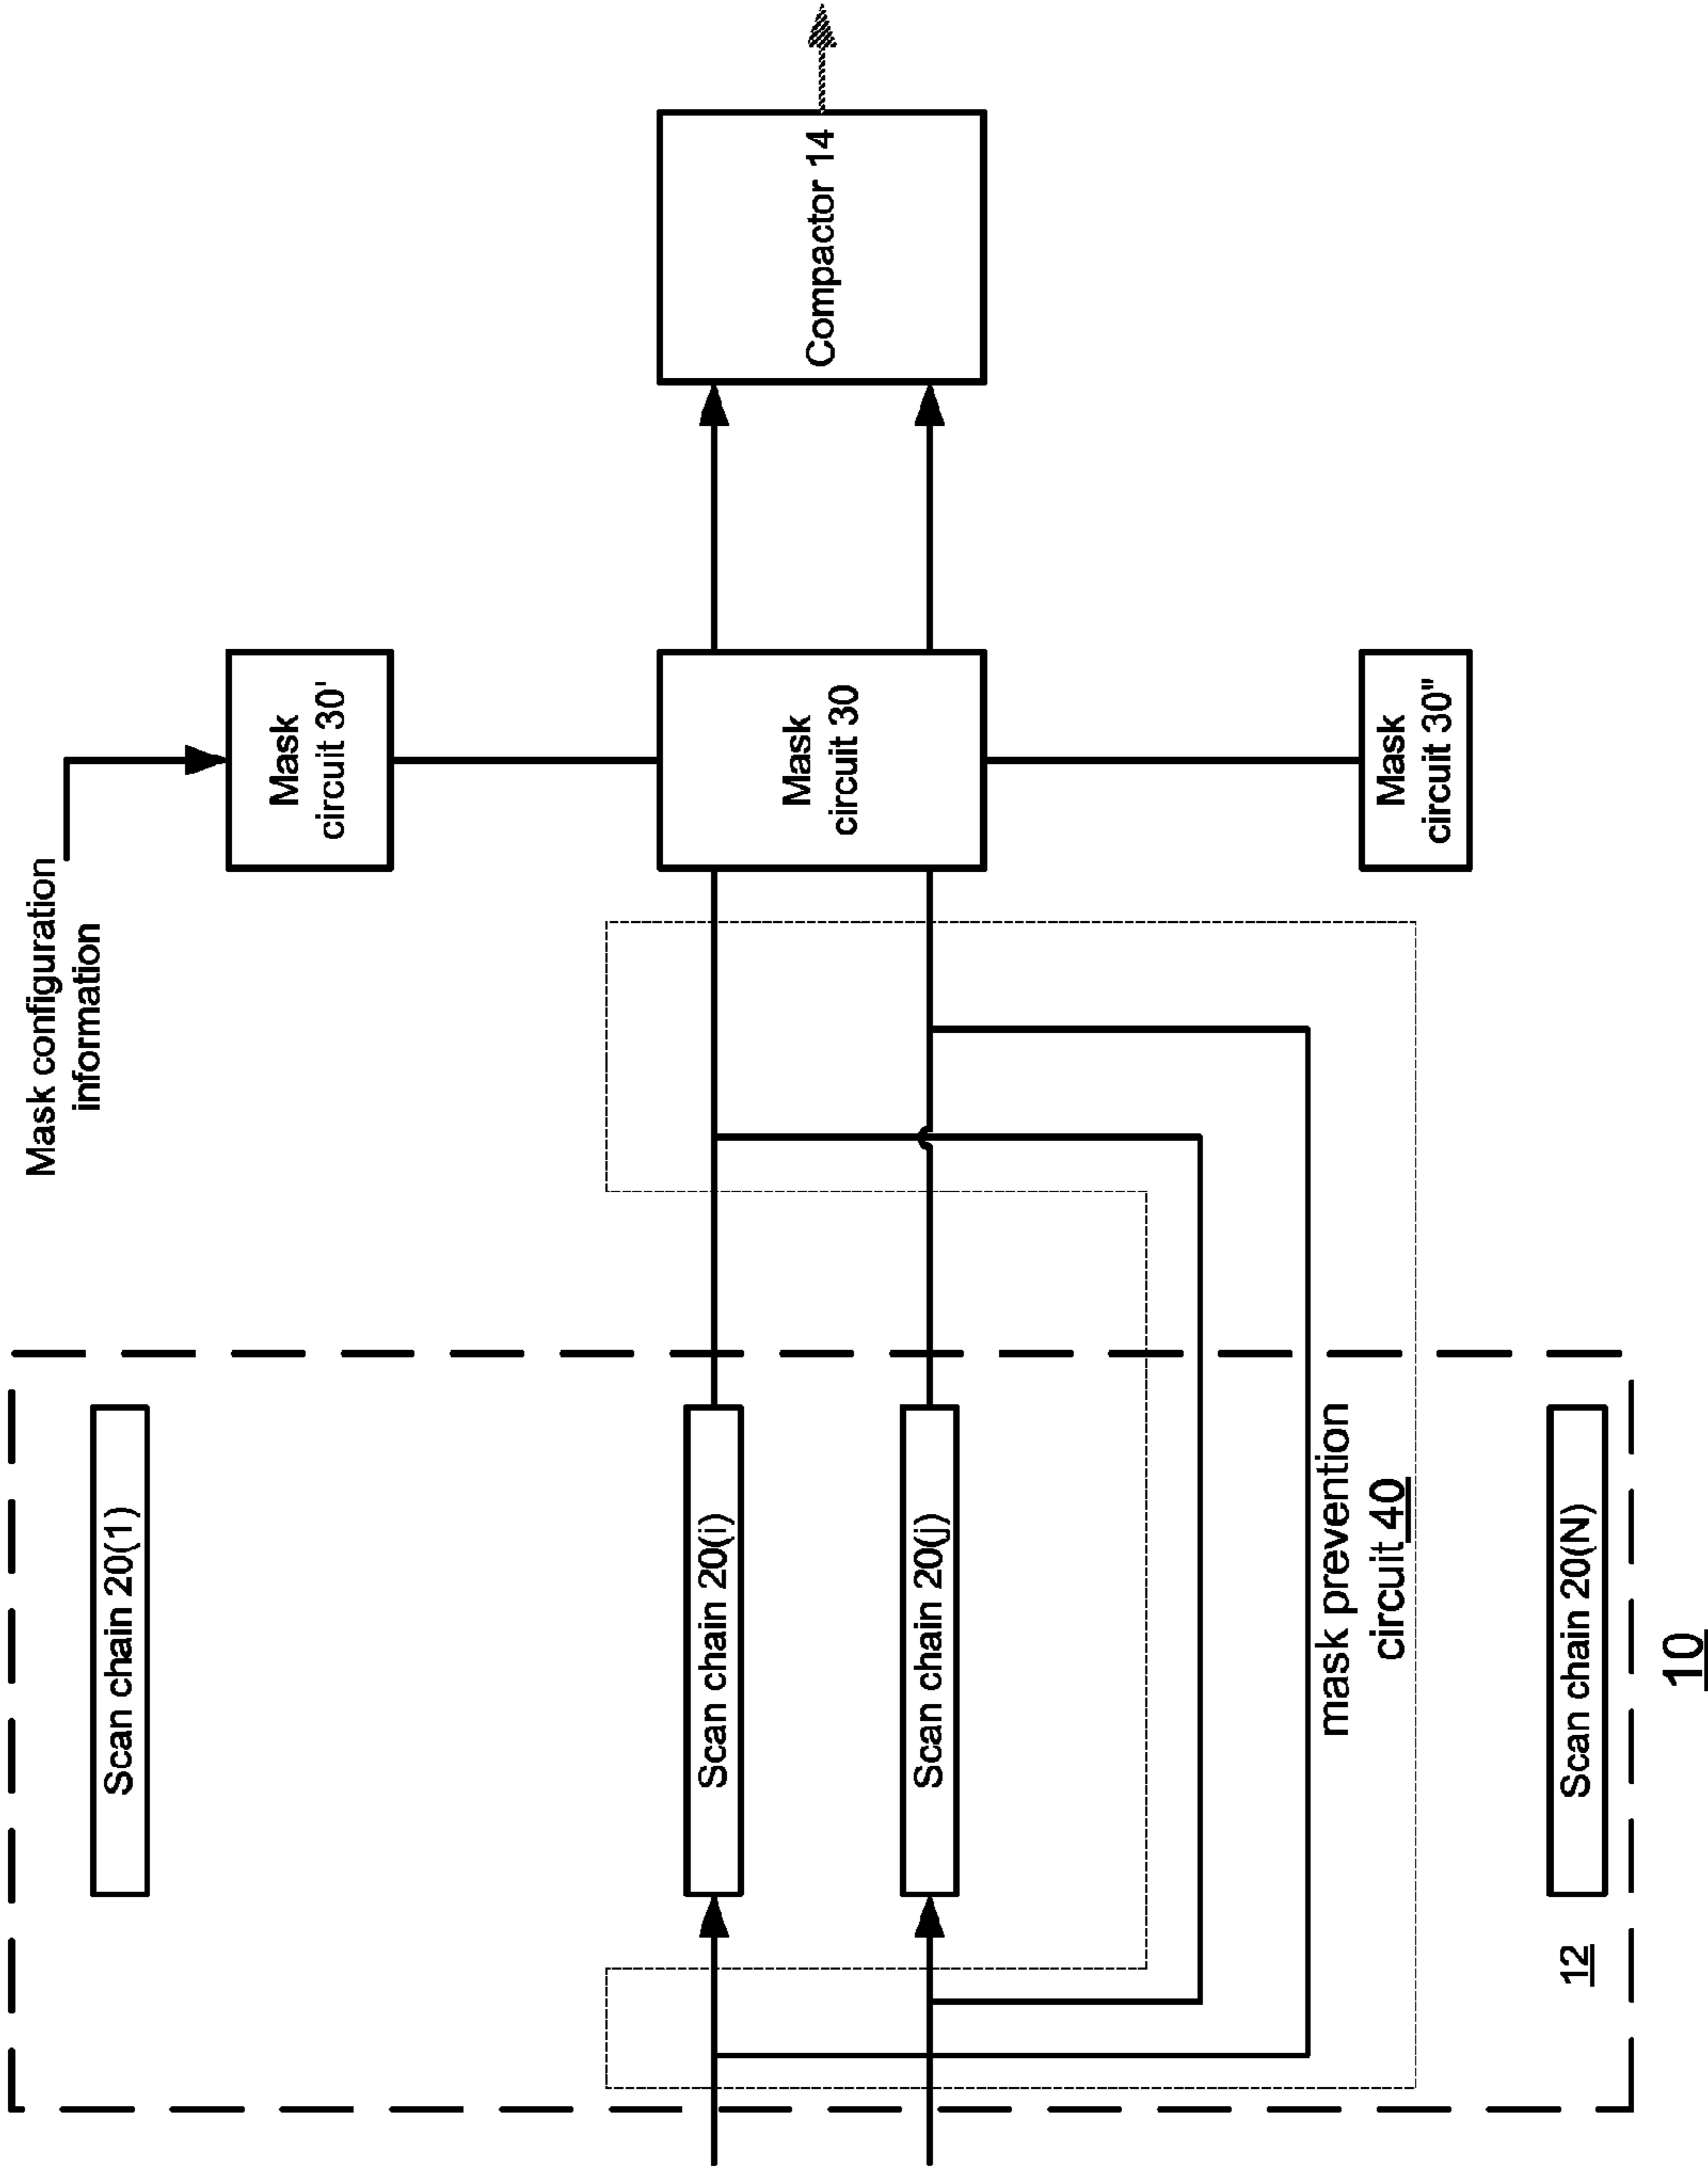 Mask configuration
information
Scan chain 20(1)
Mask
circuit 30'
Scan chain 20(i)
Mask
circuit 30
Compactor 14
Scan chain 20(j)
mask prevention
circuit 40
Mask
circuit 30"
Scan chain 20(N)
12
10